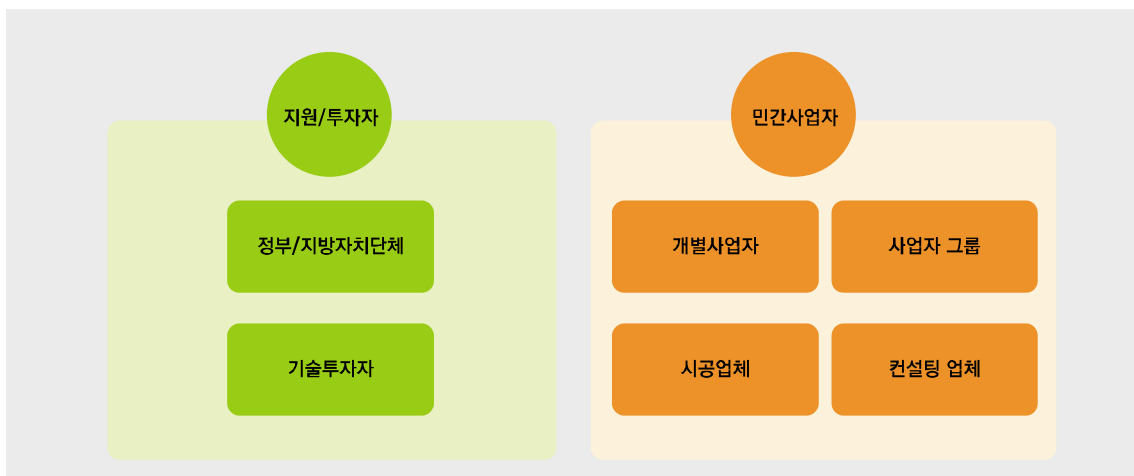 지원/투자자
정부/지방자치단체
기술투자자
민간사업자
개별사업자
사업자 그룹
시공업체
컨설팅 업체